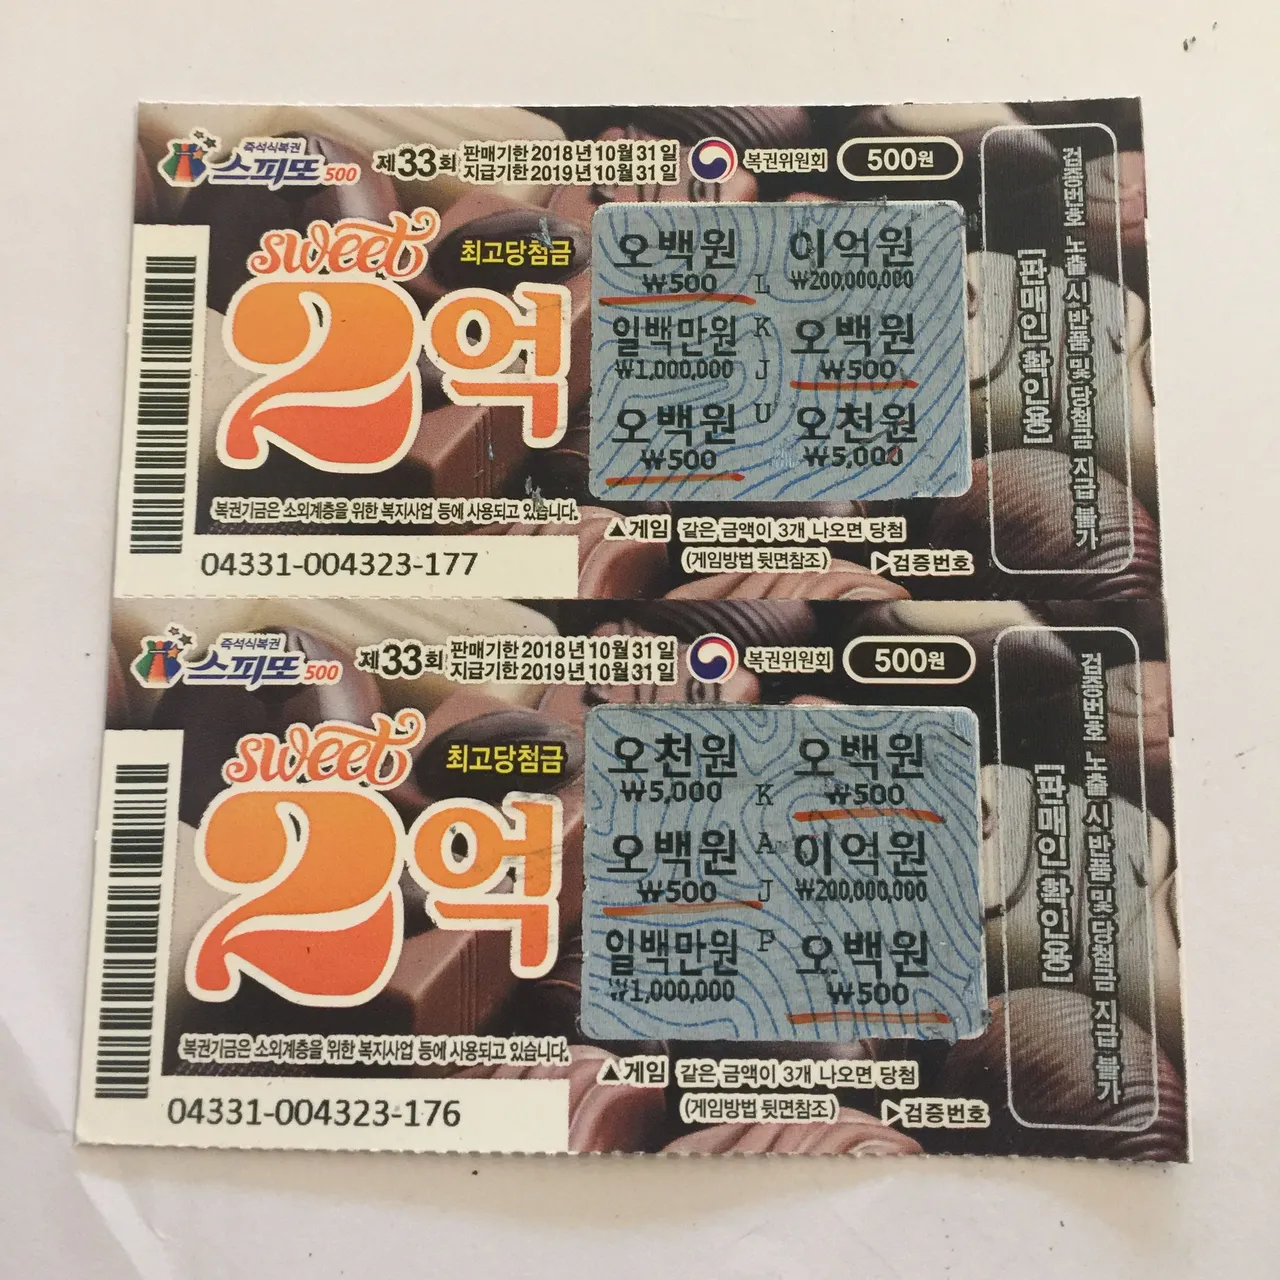 즉석식복권
스피또500
제33회
판매기한 2018년 10월 31일
지급기한 2019년 10월 31일
복권위원회
500원
sweet
2억
최고당첨금
오백원
₩500
이억원
₩200,000,000
일백만원
₩1,000,000
오백원
₩500
오백원
₩500
오천원
₩5,000
L
K
J
U
복권기금은 소외계층을 위한 복지사업 등에 사용되고 있습니다.
04331-004323-177
▲게임 같은 금액이 3개 나오면 당첨
(게임방법 뒷면참조)
▷검증번호
[판매인 확인용]
검증번호 노출 시 반품 및 당첨금 지급 불가
즉석식복권
스피또500
제33회
판매기한 2018년 10월 31일
지급기한 2019년 10월 31일
복권위원회
500원
sweet
2억
최고당첨금
오천원
₩5,000
오백원
₩500
오백원
₩500
이억원
₩200,000,000
일백만원
₩1,000,000
오백원
₩500
K
A
J
P
복권기금은 소외계층을 위한 복지사업 등에 사용되고 있습니다.
04331-004323-176
▲게임 같은 금액이 3개 나오면 당첨
(게임방법 뒷면참조)
▷검증번호
[판매인 확인용]
검증번호 노출 시 반품 및 당첨금 지급 불가